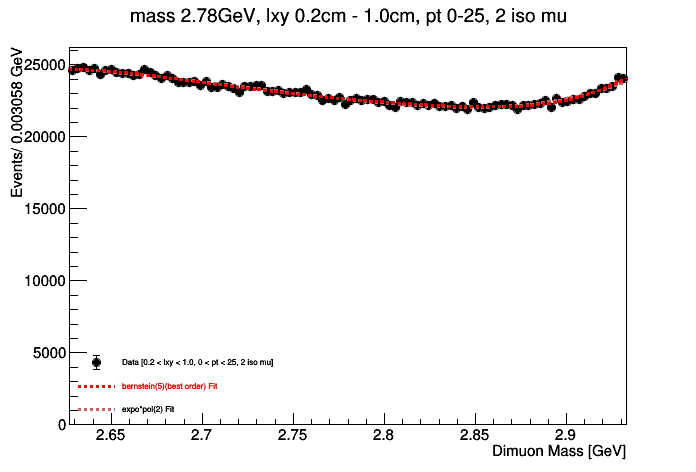 mass 2.78GeV, lxy 0.2cm - 1.0cm, pt 0-25, 2 iso mu
Events/ 0.003058 GeV
25000
20000
15000
10000
5000
0
Data [0.2 < lxy < 1.0, 0 < pt < 25, 2 iso mu]
bernstein(5)(best order) Fit
expo*pol(2) Fit
2.65 2.7 2.75 2.8 2.85 2.9
Dimuon Mass [GeV]